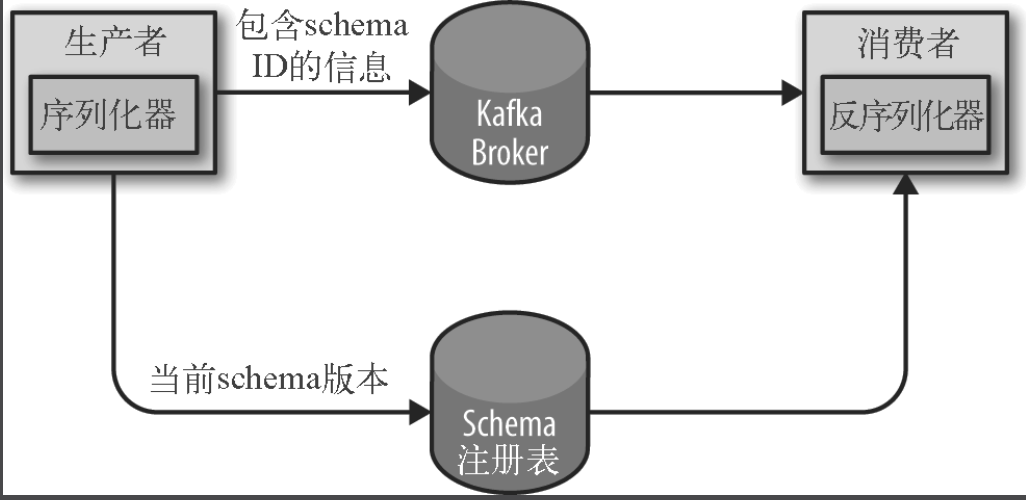 生产者
序列化器
包含schema
ID的信息
Kafka
Broker
消费者
反序列化器
当前schema版本
Schema
注册表